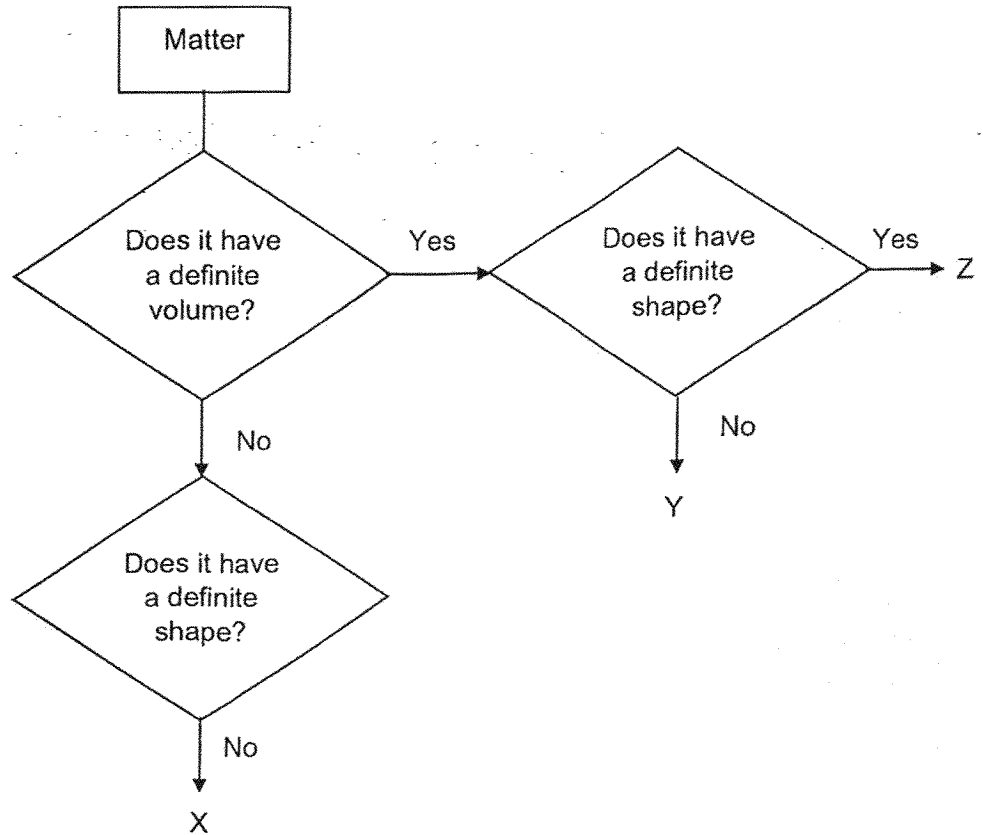 Matter
Does it have
a definite
volume?
Yes
Does it have
a definite
shape?
Yes
Z
No
Y
No
Does it have
a definite
shape?
No
X